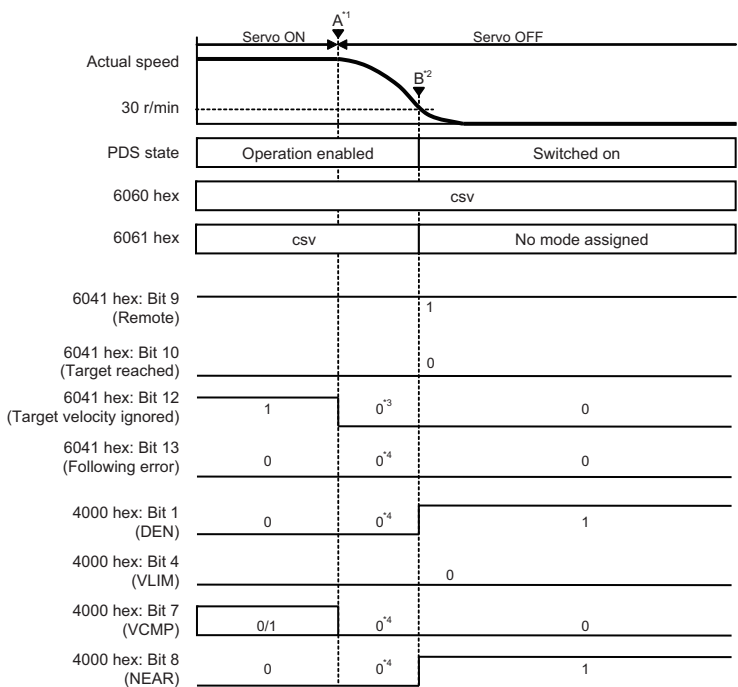 A*1
Servo ON Servo OFF
Actual speed
B*2
30 r/min
PDS state Operation enabled Switched on
6060 hex csv
6061 hex csv No mode assigned
6041 hex: Bit 9
(Remote)
1
6041 hex: Bit 10
(Target reached)
0
6041 hex: Bit 12
(Target velocity ignored)
1 0*3 0
6041 hex: Bit 13
(Following error)
0 0*4 0
4000 hex: Bit 1
(DEN)
0 0*4 1
4000 hex: Bit 4
(VLIM)
0
4000 hex: Bit 7
(VCMP)
0/1 0*4 0
4000 hex: Bit 8
(NEAR)
0 0*4 1